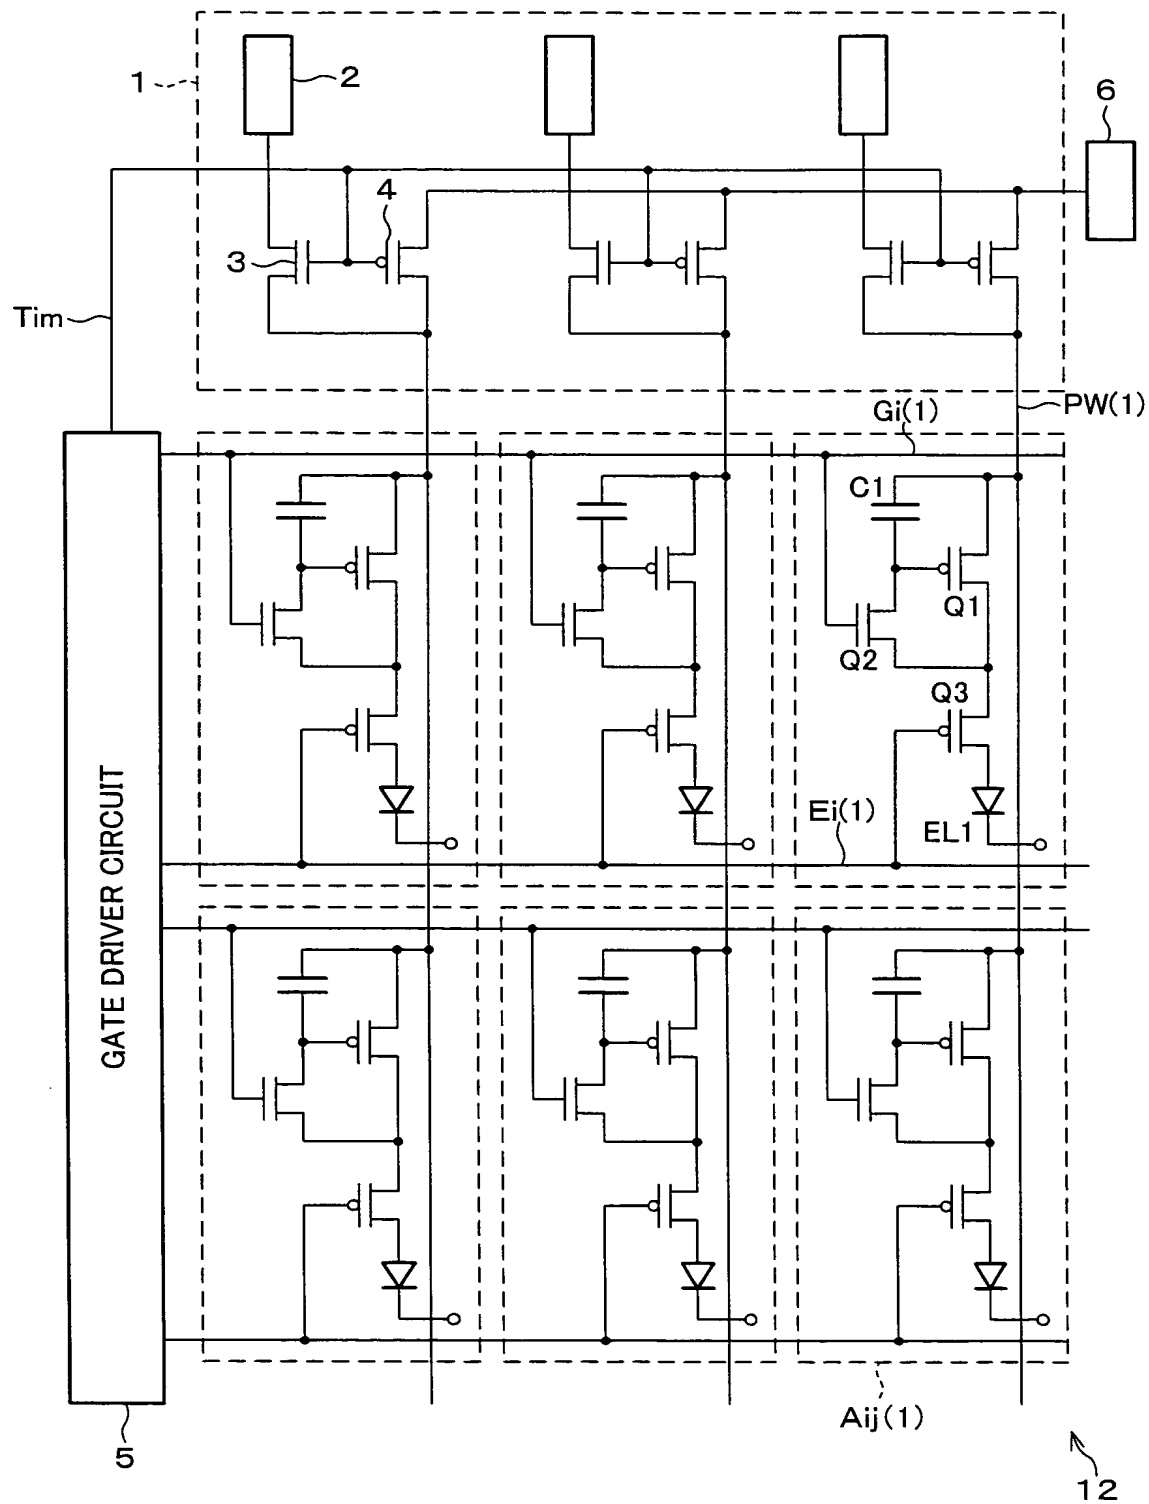 1
2
6
4
3
Tim
PW(1)
Gi(1)
C1
Q1
Q2
Q3
Ei(1)
EL1
GATE DRIVER CIRCUIT
Aij(1)
5
12